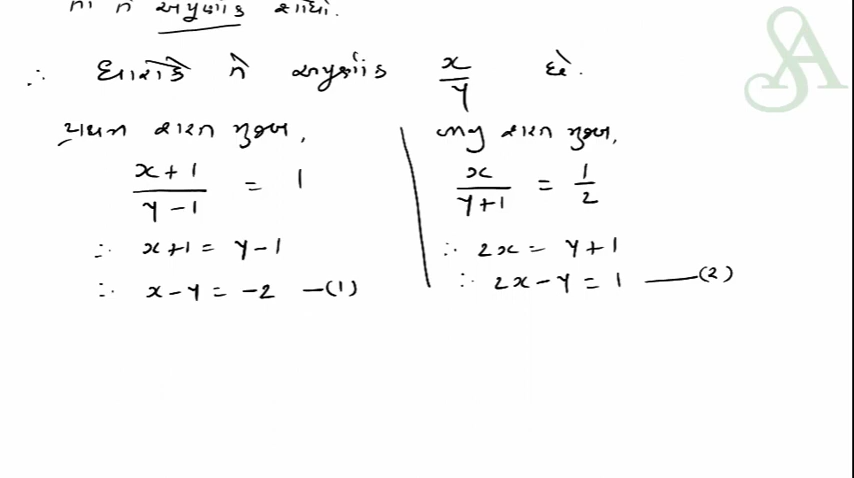 તો તે અપૂર્ણાંક શોધો.
∴ ધારોકે તે અપૂર્ણાંક x/y છે.
પ્રથમ શરત મુજબ,
(x + 1)/(y − 1) = 1
∴ x + 1 = y − 1
∴ x − y = −2 —(1)
બીજી શરત મુજબ,
x/(y + 1) = 1/2
∴ 2x = y + 1
∴ 2x − y = 1 ——(2)